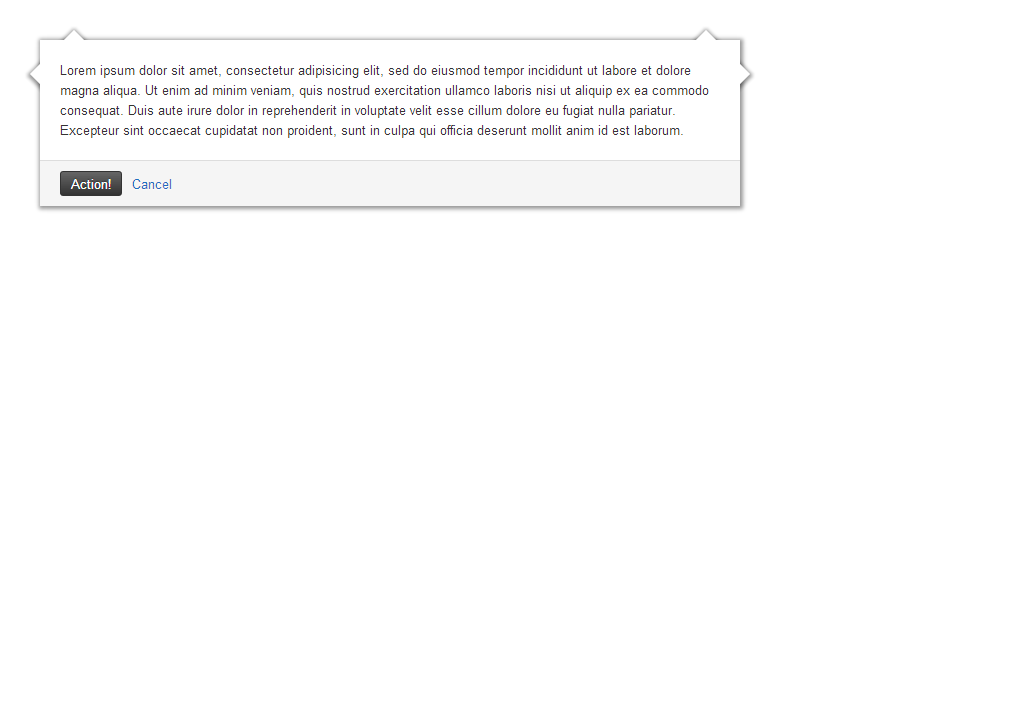 Lorem ipsum dolor sit amet, consectetur adipisicing elit, sed do eiusmod tempor incididunt ut labore et dolore
magna aliqua. Ut enim ad minim veniam, quis nostrud exercitation ullamco laboris nisi ut aliquip ex ea commodo
consequat. Duis aute irure dolor in reprehenderit in voluptate velit esse cillum dolore eu fugiat nulla pariatur.
Excepteur sint occaecat cupidatat non proident, sunt in culpa qui officia deserunt mollit anim id est laborum.
Action! Cancel